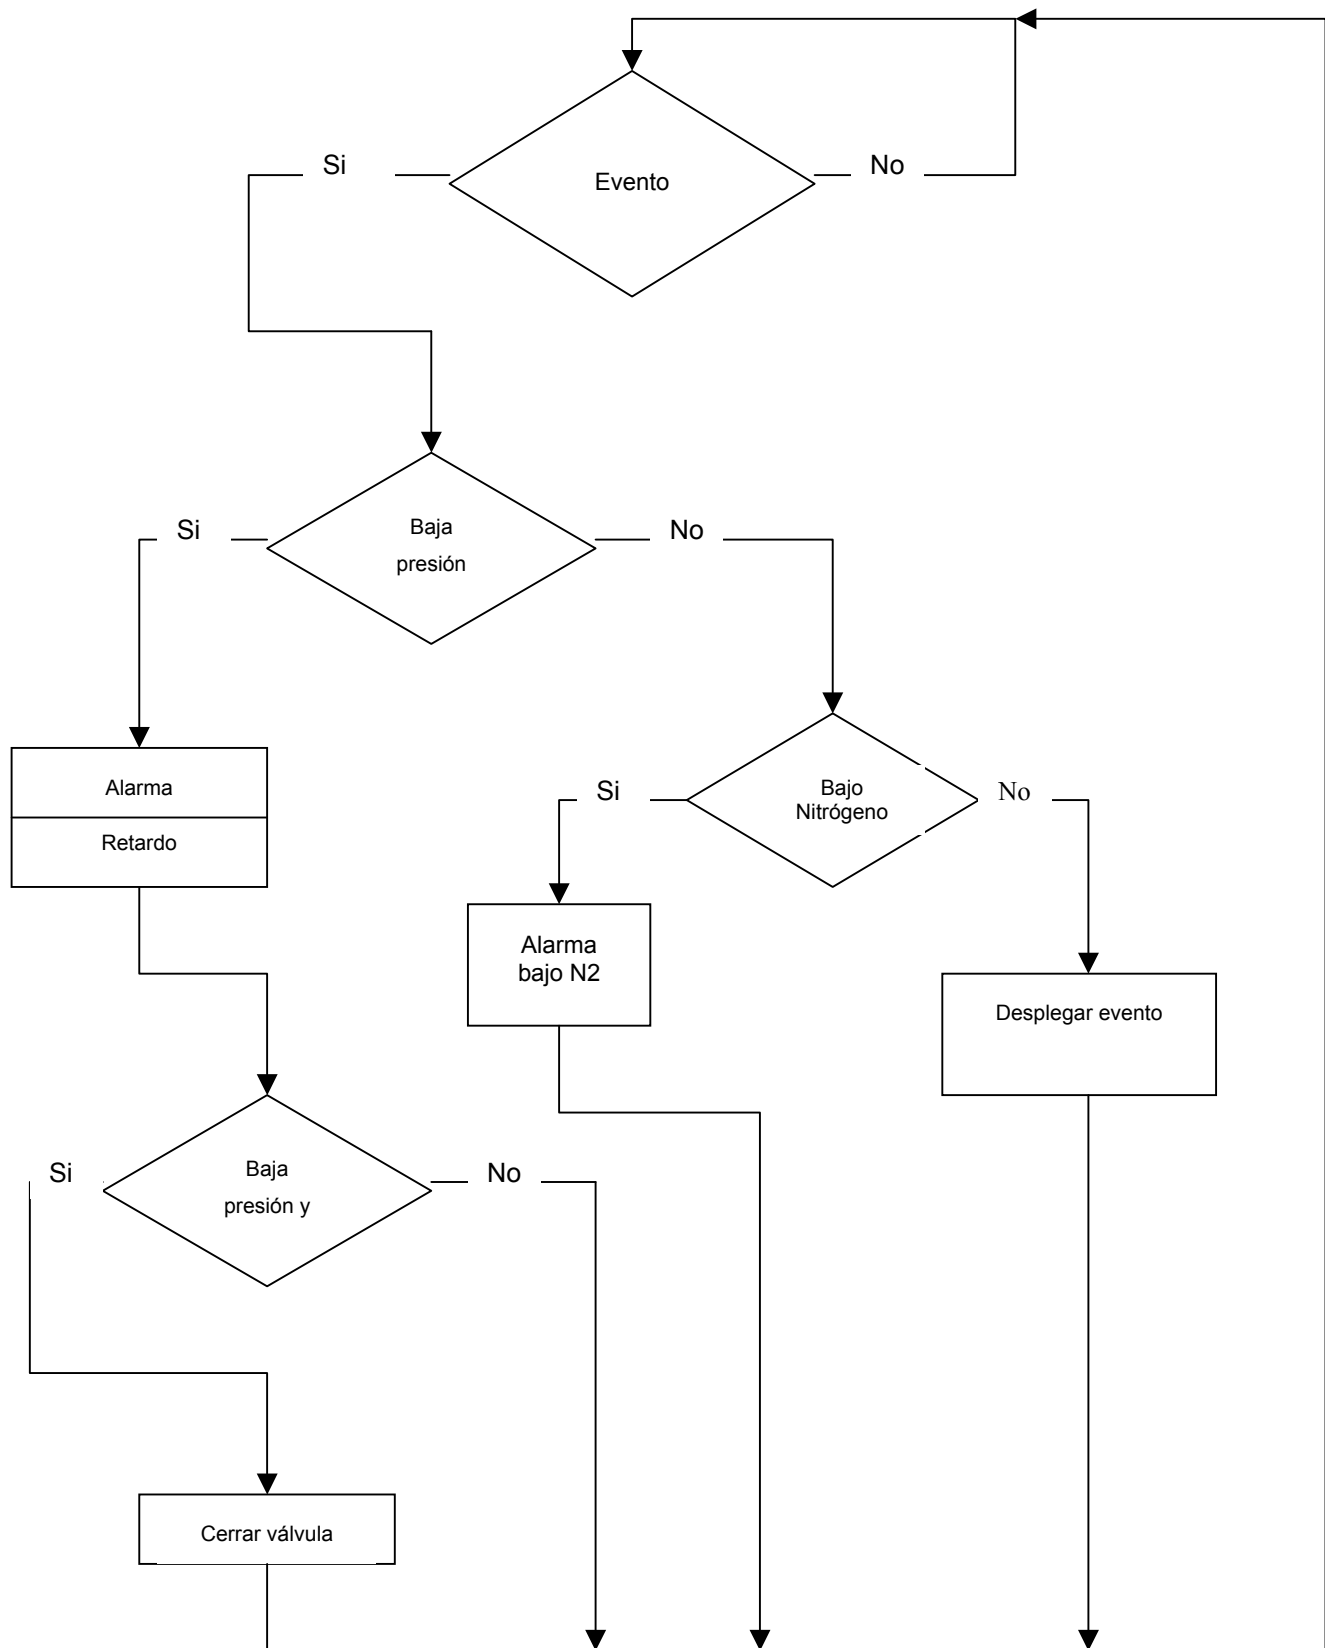 Si
No
Evento
Si
Baja
presión
No
Alarma
Retardo
Si
Bajo
Nitrógeno
No
Alarma
bajo N2
Desplegar evento
Si
Baja
presión y
No
Cerrar válvula